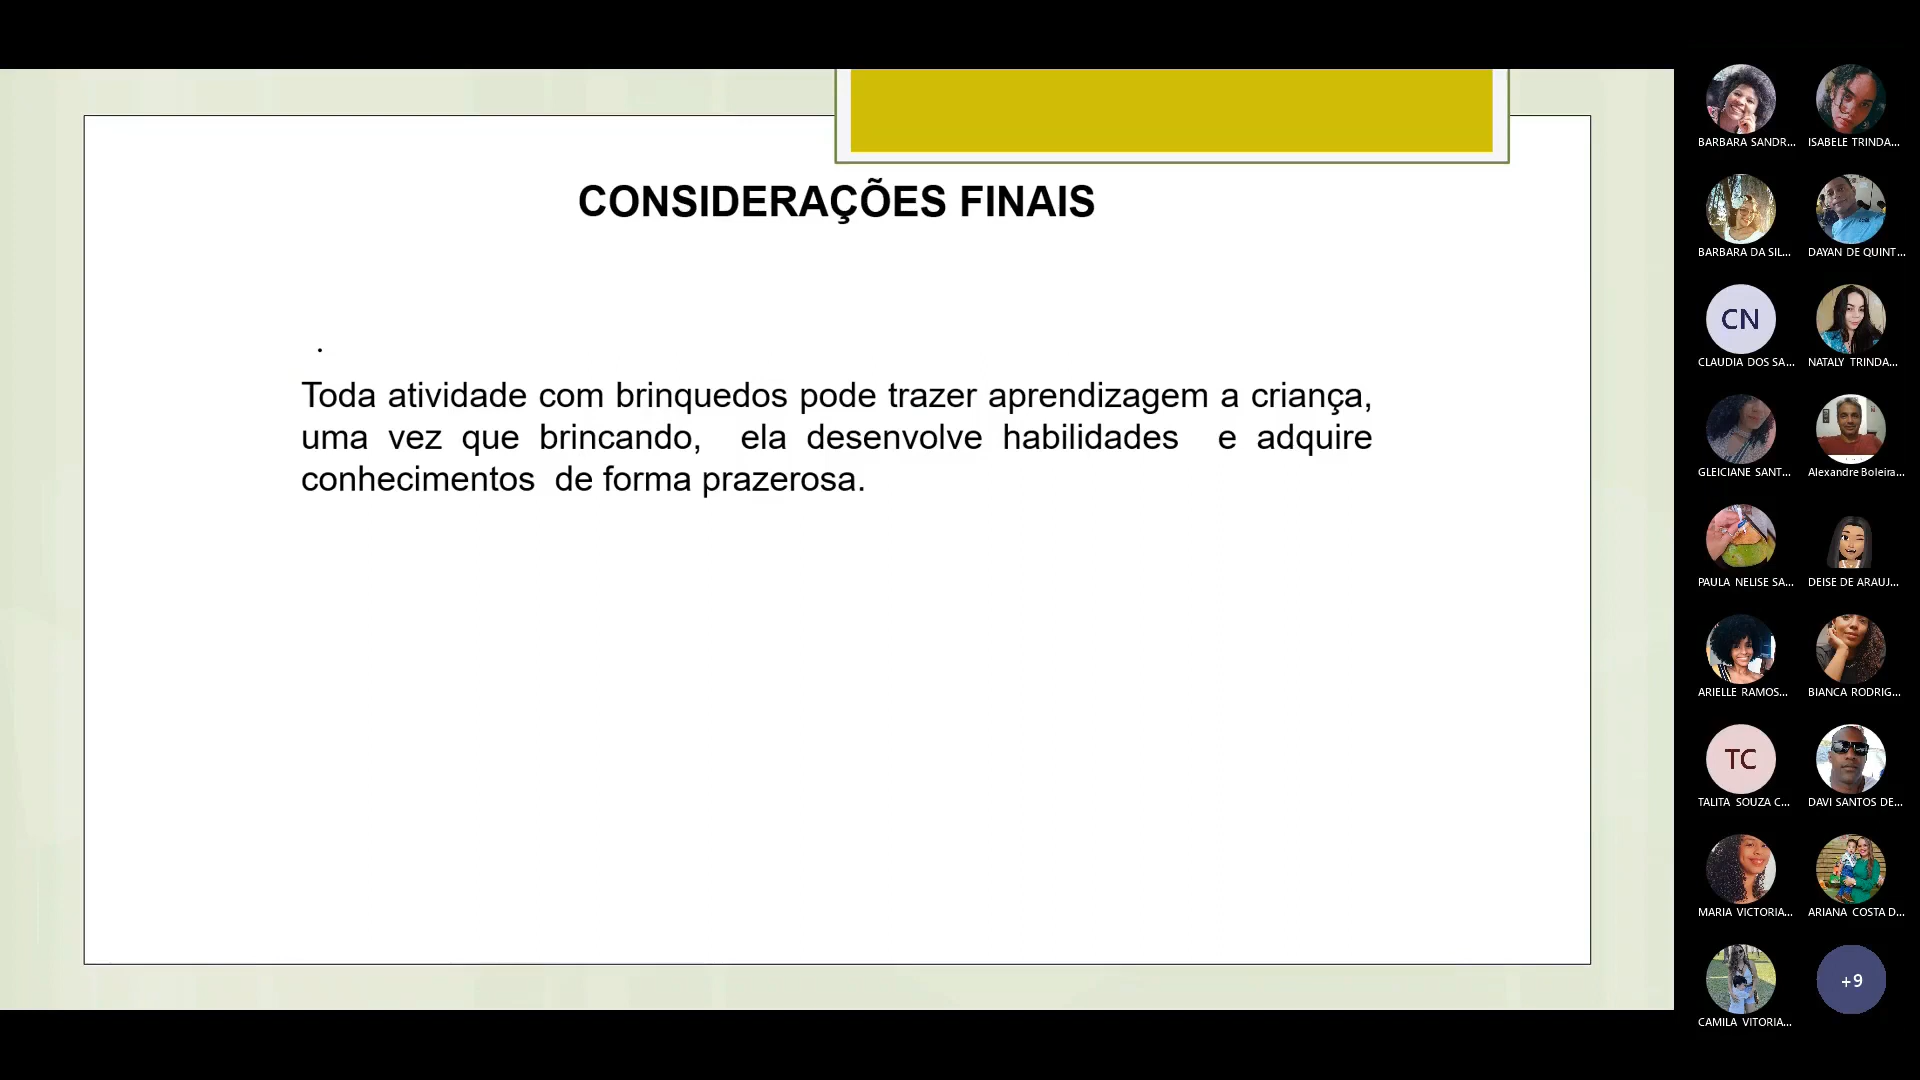 CONSIDERAÇÕES FINAIS
.
Toda atividade com brinquedos pode trazer aprendizagem a criança,
uma vez que brincando, ela desenvolve habilidades e adquire
conhecimentos de forma prazerosa.
BARBARA SANDR...
ISABELE TRINDA...
BARBARA DA SIL...
DAYAN DE QUINT...
CN
CLAUDIA DOS SA...
NATALY TRINDA...
GLEICIANE SANT...
Alexandre Boleira...
PAULA NELISE SA...
DEISE DE ARAUJ...
ARIELLE RAMOS...
BIANCA RODRIG...
TC
TALITA SOUZA C...
DAVI SANTOS DE...
MARIA VICTORIA...
ARIANA COSTA D...
CAMILA VITORIA...
+9